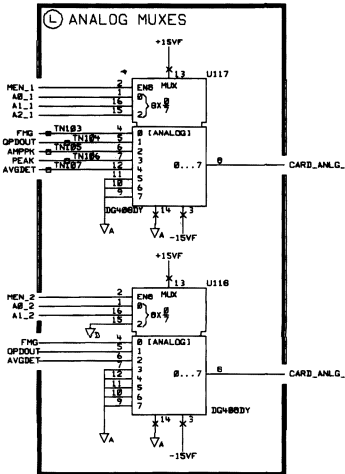 L ANALOG MUXES
+15VF
13 U117
MEN_1 2 EN8 MUX
A0_1 1 0
A1_1 16 8X 0/7
A2_1 15 2
FMG TN103 4 0 [ANALOG]
OPDOUT TN104 5 1
AMPPK TN105 6 2
PEAK TN106 7 3 0...7 8 CARD_ANLG_
AVGDET TN107 12 4
11 5
10 6
9 7
DG408DY 14 3
A A -15VF
+15VF
13 U118
MEN_2 2 EN8 MUX
A0_2 1 0
A1_2 16 8X 0/7
15 2
D
FMG 4 0 [ANALOG]
OPDOUT 5 1
AVGDET 6 2
7 3 0...7 8 CARD_ANLG_
12 4
11 5
10 6
9 7
DG408DY
14 3
A A -15VF